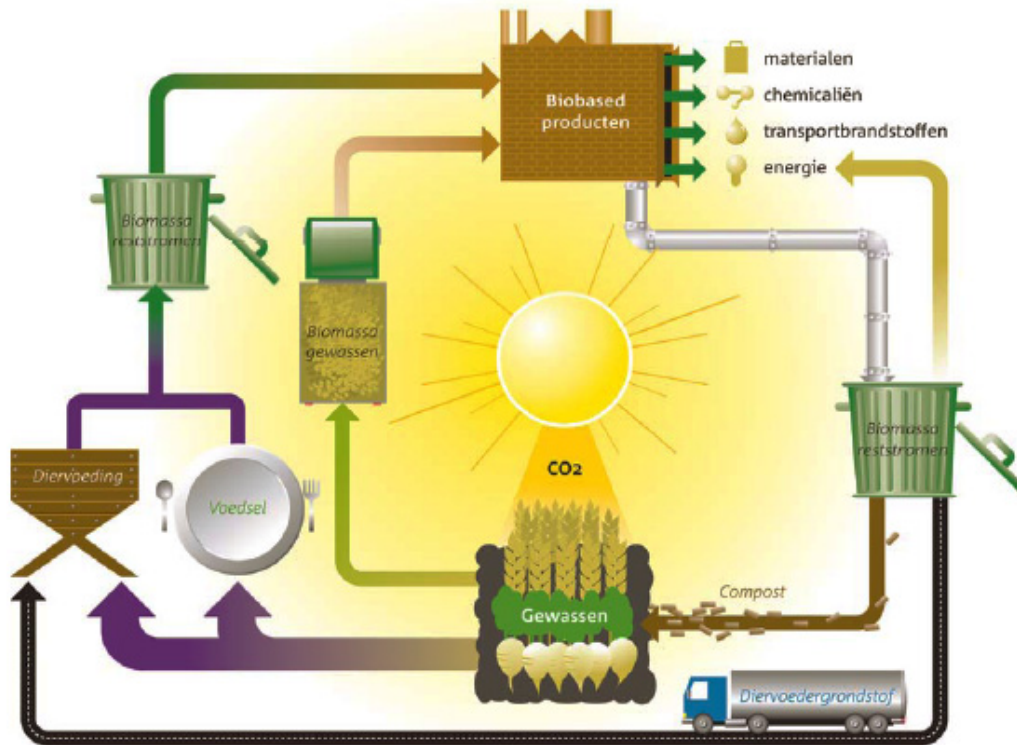 Biobased
producten
materialen
chemicaliën
transportbrandstoffen
energie
Biomassa
reststromen
Biomassa
gewassen
Diervoeding
Voedsel
CO2
Gewassen
Compost
Biomassa
reststromen
Diervoedergrondstof